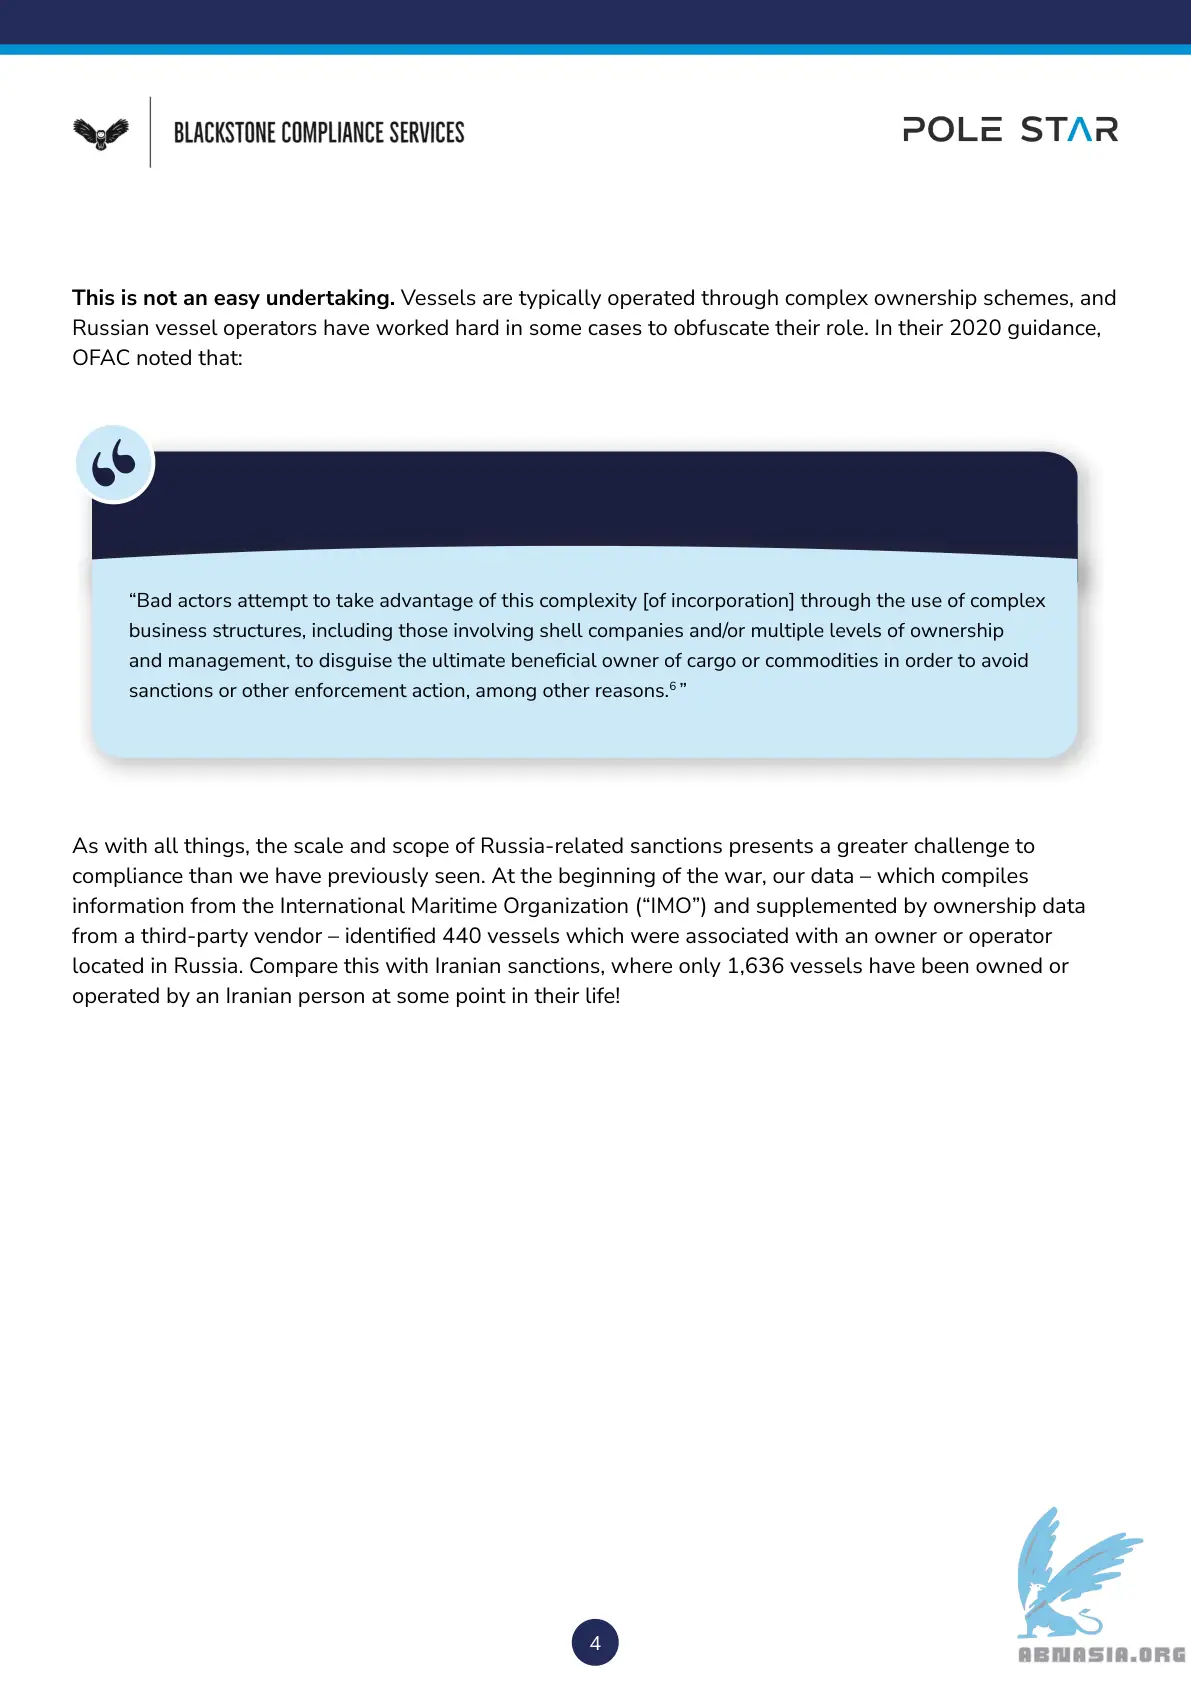 BLACKSTONE COMPLIANCE SERVICES
POLE STAR
This is not an easy undertaking. Vessels are typically operated through complex ownership schemes, and
Russian vessel operators have worked hard in some cases to obfuscate their role. In their 2020 guidance,
OFAC noted that:
“Bad actors attempt to take advantage of this complexity [of incorporation] through the use of complex
business structures, including those involving shell companies and/or multiple levels of ownership
and management, to disguise the ultimate beneficial owner of cargo or commodities in order to avoid
sanctions or other enforcement action, among other reasons.6 ”
As with all things, the scale and scope of Russia-related sanctions presents a greater challenge to
compliance than we have previously seen. At the beginning of the war, our data – which compiles
information from the International Maritime Organization (“IMO”) and supplemented by ownership data
from a third-party vendor – identified 440 vessels which were associated with an owner or operator
located in Russia. Compare this with Iranian sanctions, where only 1,636 vessels have been owned or
operated by an Iranian person at some point in their life!
4
ABNASIA.ORG